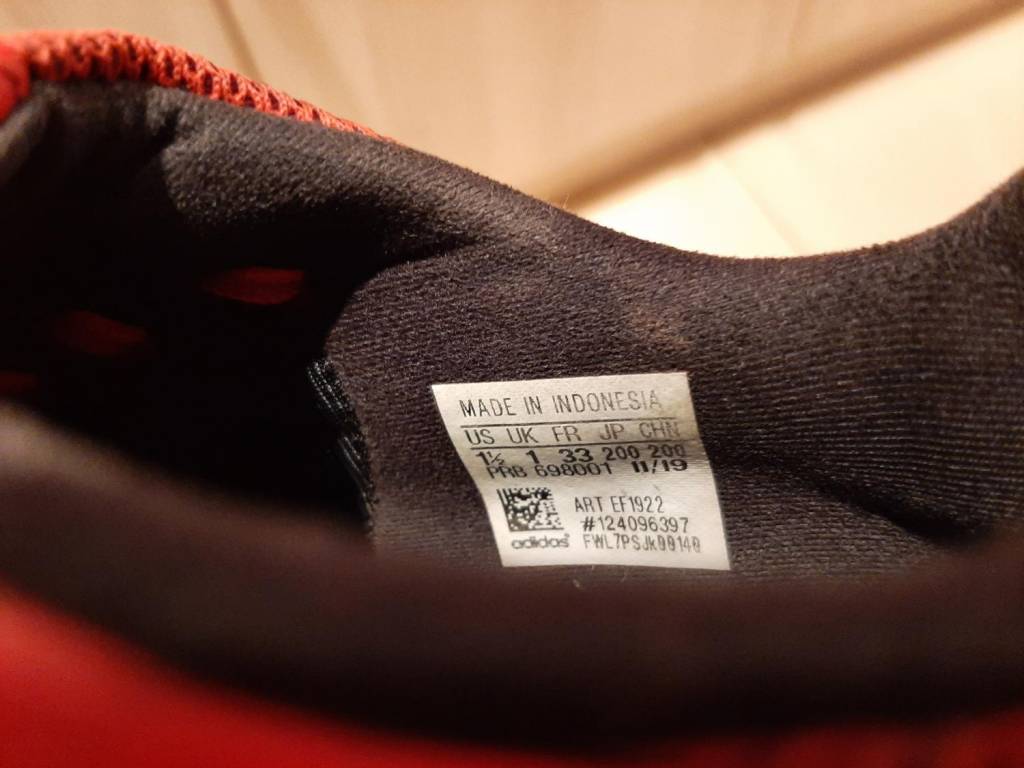 MADE IN INDONESIA
US UK FR JP CHN
1½ 1 33 200 200
PRB 698001 11/19
ART EF1922
#124096397
adidas FWL7PSJk00140